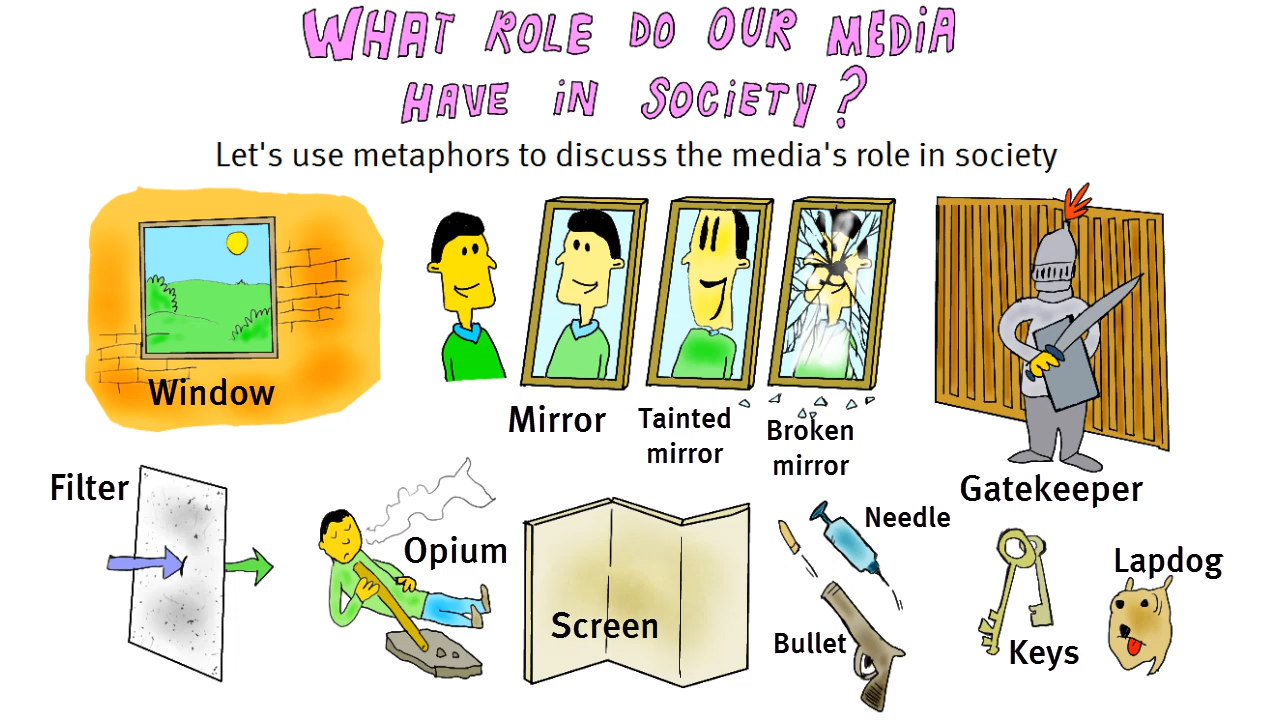 WHAT ROLE DO OUR MEDiA
HAVE iN SOCiETY?
Let's use metaphors to discuss the media's role in society
Window
Mirror
Tainted
mirror
Broken
mirror
Gatekeeper
Filter
Opium
Screen
Needle
Bullet
Keys
Lapdog